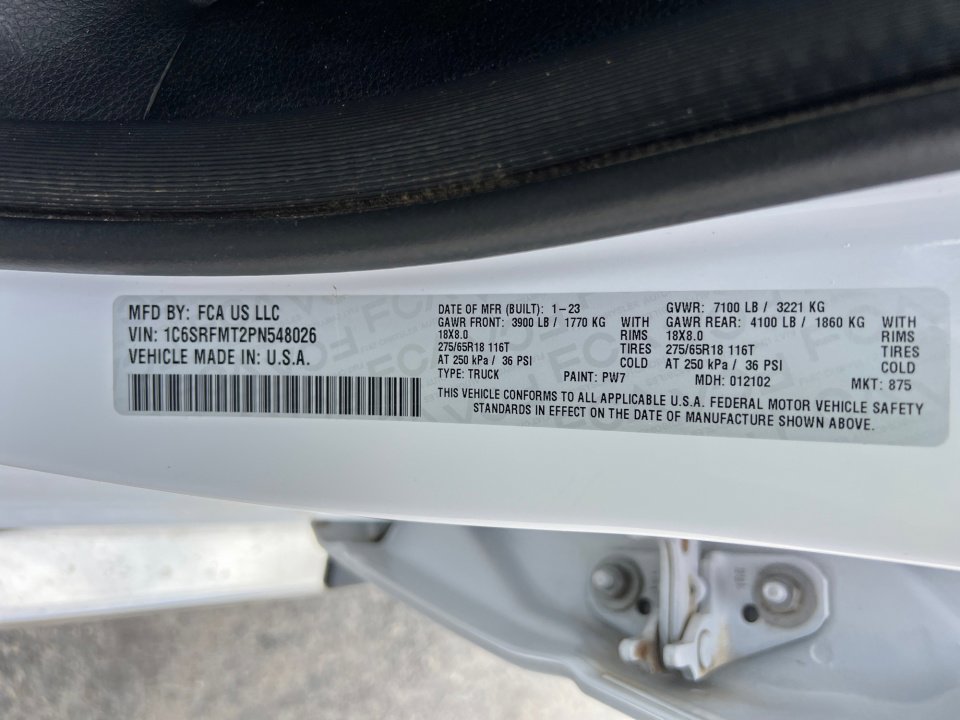 MFD BY: FCA US LLC
VIN: 1C6SRFMT2PN548026
VEHICLE MADE IN: U.S.A.
DATE OF MFR (BUILT): 1-23
GAWR FRONT: 3900 LB / 1770 KG WITH
18X8.0 RIMS
275/65R18 116T TIRES
AT 250 kPa / 36 PSI COLD
TYPE: TRUCK PAINT: PW7
GVWR: 7100 LB / 3221 KG
GAWR REAR: 4100 LB / 1860 KG WITH
18X8.0 RIMS
275/65R18 116T TIRES
AT 250 kPa / 36 PSI COLD
MDH: 012102 MKT: 875
THIS VEHICLE CONFORMS TO ALL APPLICABLE U.S.A. FEDERAL MOTOR VEHICLE SAFETY
STANDARDS IN EFFECT ON THE DATE OF MANUFACTURE SHOWN ABOVE.